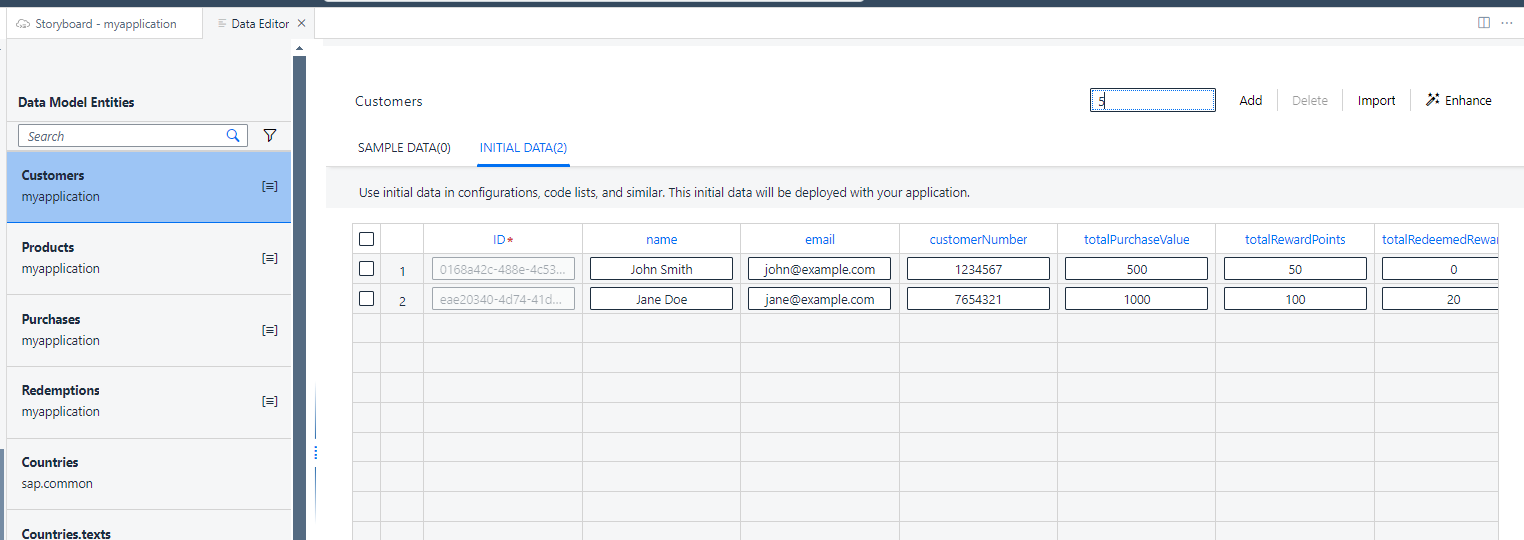 Storyboard - myapplication
Data Editor
Data Model Entities
Search
Customers
myapplication
Products
myapplication
Purchases
myapplication
Redemptions
myapplication
Countries
sap.common
Countries.texts
Customers
5
Add
Delete
Import
Enhance
SAMPLE DATA(0)
INITIAL DATA(2)
Use initial data in configurations, code lists, and similar. This initial data will be deployed with your application.
ID* name email customerNumber totalPurchaseValue totalRewardPoints totalRedeemedRewar
1 0168a42c-488e-4c53... John Smith john@example.com 1234567 500 50 0
2 eae20340-4d74-41d... Jane Doe jane@example.com 7654321 1000 100 20